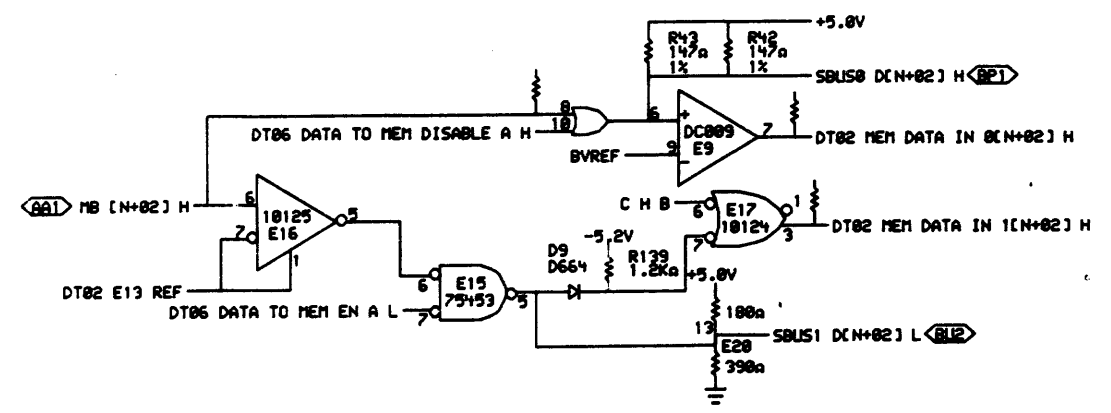 +5.0V
R43 R42
147Ω 147Ω
1% 1%
SBUS0 D[N+02] H BP1
8
10
6
DT06 DATA TO MEM DISABLE A H
+
DC009
E9
7
DT02 MEM DATA IN 0[N+02] H
BVREF
9
-
AA1 MB [N+02] H
6
10125
E16
5
7
1
DT02 E13 REF
C H B
6
E17
10124
1
3
7
DT02 MEM DATA IN 1[N+02] H
-5.2V
D9
D664
R139
1.2KΩ
+5.0V
6
E15
75453
5
7
DT06 DATA TO MEM EN A L
180Ω
13
SBUS1 D[N+02] L BU2
E20
390Ω